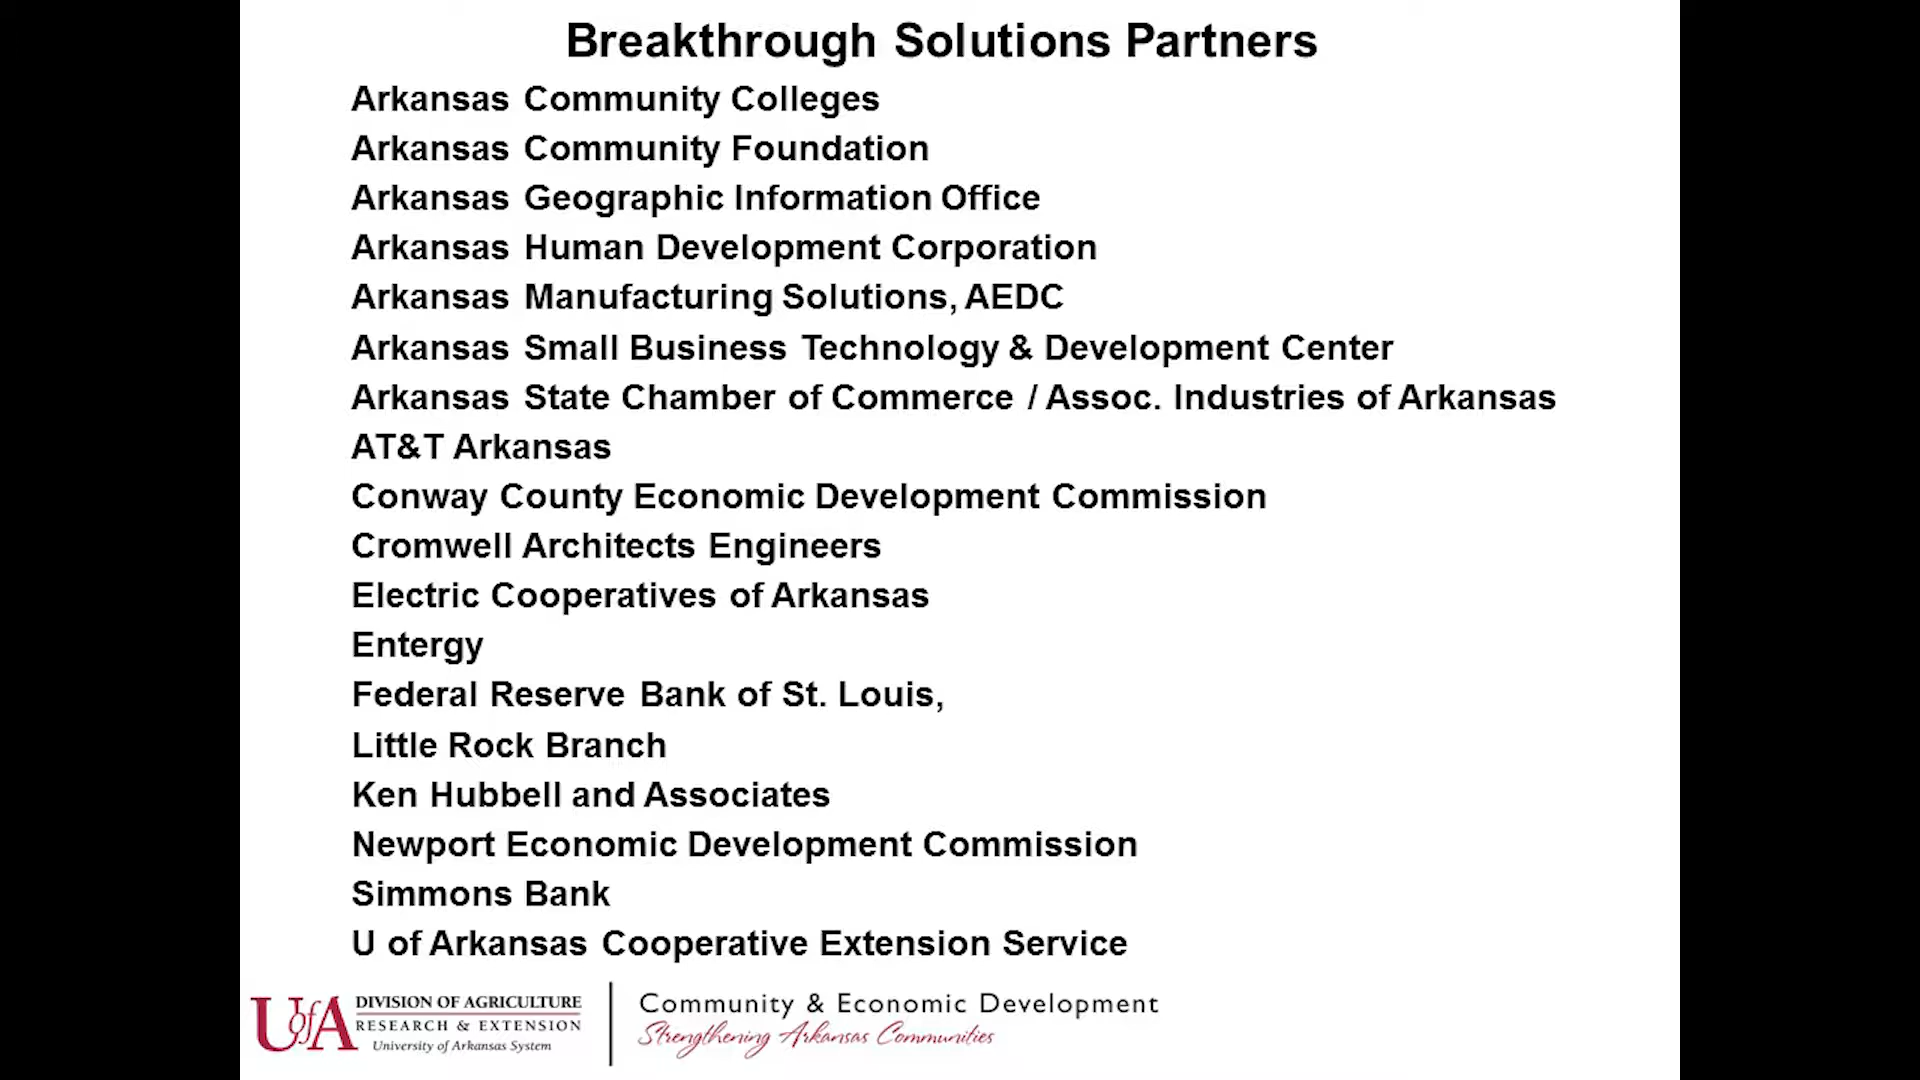 Breakthrough Solutions Partners
Arkansas Community Colleges
Arkansas Community Foundation
Arkansas Geographic Information Office
Arkansas Human Development Corporation
Arkansas Manufacturing Solutions, AEDC
Arkansas Small Business Technology & Development Center
Arkansas State Chamber of Commerce / Assoc. Industries of Arkansas
AT&T Arkansas
Conway County Economic Development Commission
Cromwell Architects Engineers
Electric Cooperatives of Arkansas
Entergy
Federal Reserve Bank of St. Louis,
Little Rock Branch
Ken Hubbell and Associates
Newport Economic Development Commission
Simmons Bank
U of Arkansas Cooperative Extension Service
UofA
DIVISION OF AGRICULTURE
RESEARCH & EXTENSION
University of Arkansas System
Community & Economic Development
Strengthening Arkansas Communities